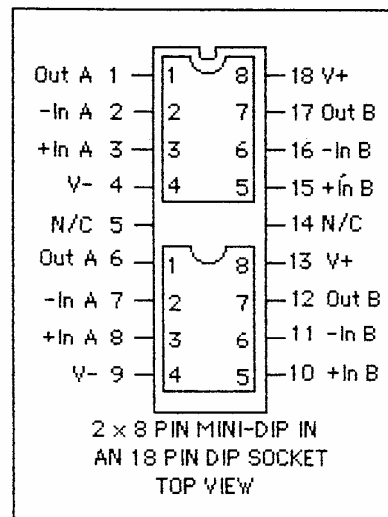 Out A 1 1 8 18 V+
-In A 2 2 7 17 Out B
+In A 3 3 6 16 -In B
V- 4 4 5 15 +In B
N/C 5 14 N/C
Out A 6 1 8 13 V+
-In A 7 2 7 12 Out B
+In A 8 3 6 11 -In B
V- 9 4 5 10 +In B
2 x 8 PIN MINI-DIP IN
AN 18 PIN DIP SOCKET
TOP VIEW